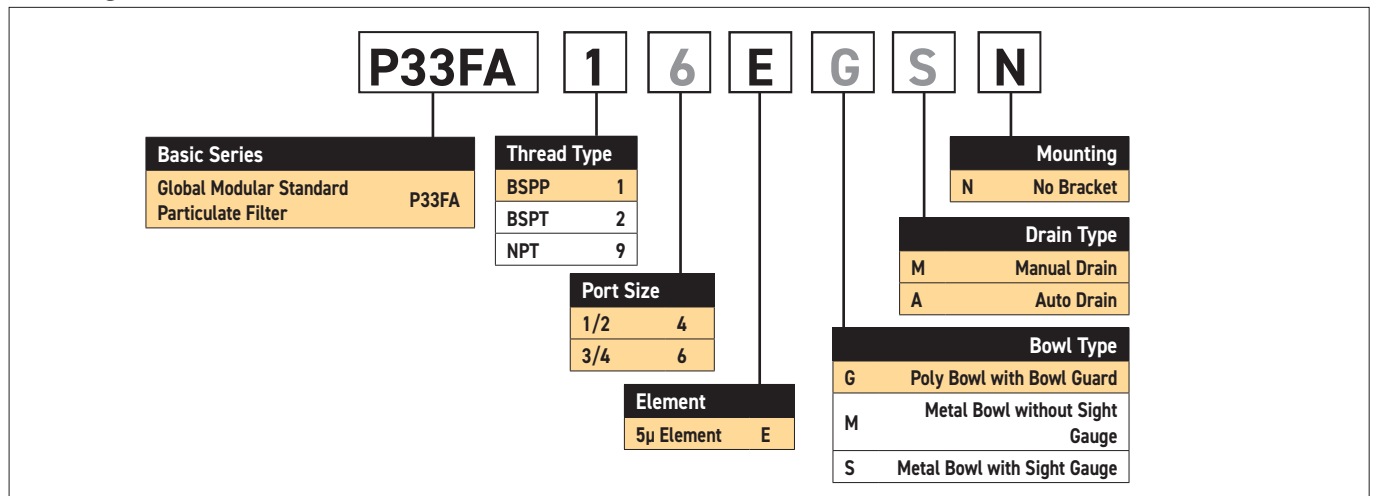 P33FA 1 6 E G S N
Basic Series
Global Modular Standard
Particulate Filter P33FA
Thread Type
BSPP 1
BSPT 2
NPT 9
Port Size
1/2 4
3/4 6
Element
5µ Element E
Mounting
N No Bracket
Drain Type
M Manual Drain
A Auto Drain
Bowl Type
G Poly Bowl with Bowl Guard
M Metal Bowl without Sight
Gauge
S Metal Bowl with Sight Gauge